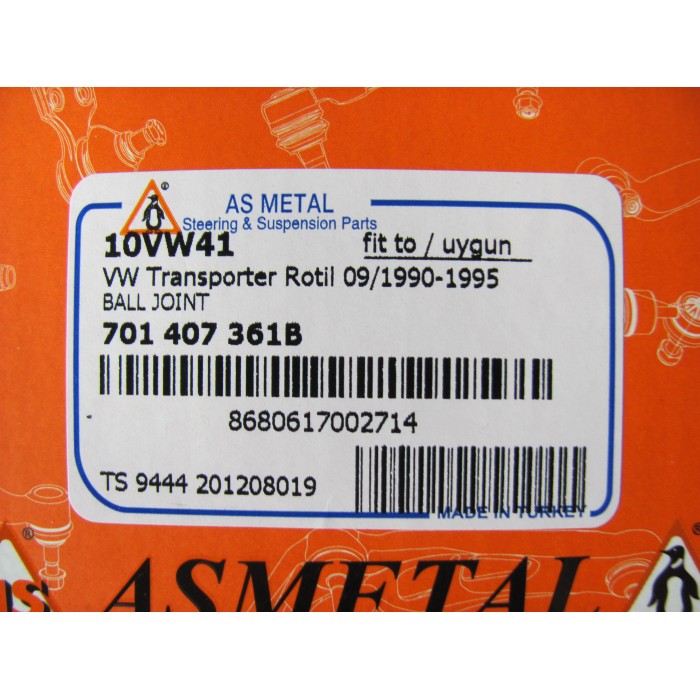 AS METAL
Steering & Suspension Parts
10VW41 fit to / uygun
VW Transporter Rotil 09/1990-1995
BALL JOINT
701 407 361B
8680617002714
TS 9444 201208019
MADE IN TURKEY
AS ASMETAL